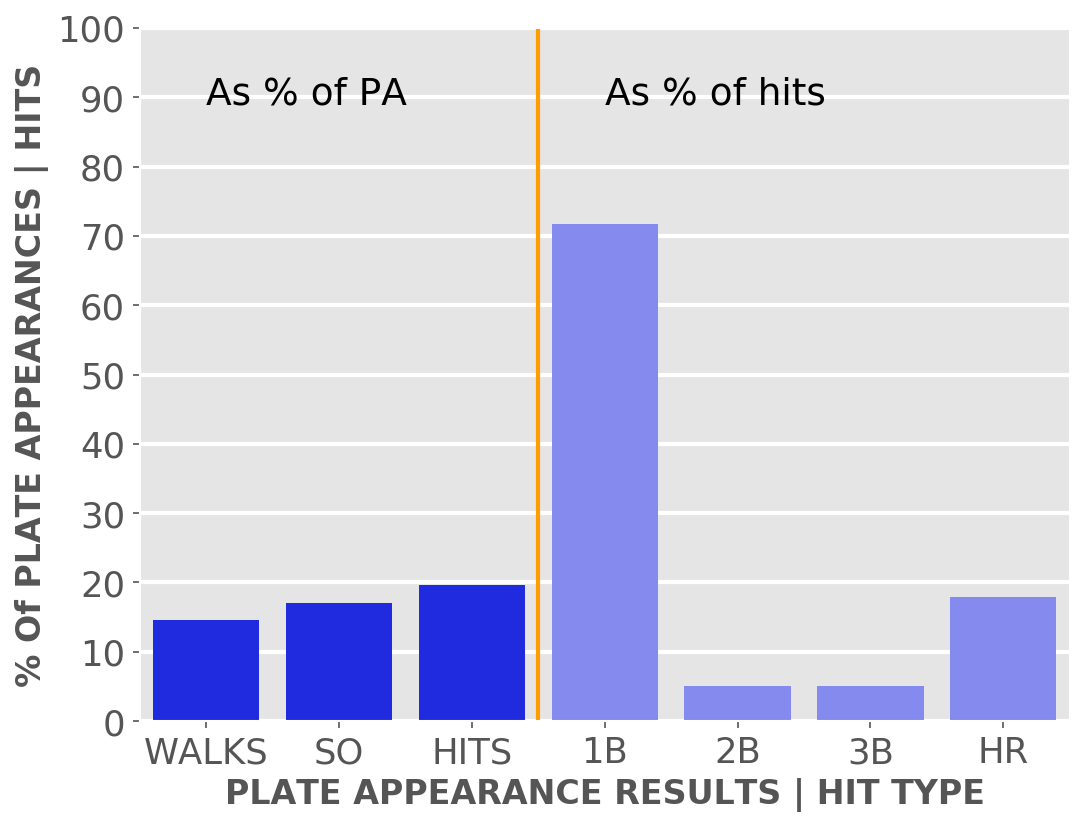 % Of PLATE APPEARANCES | HITS
100
90
80
70
60
50
40
30
20
10
0
As % of PA
As % of hits
WALKS SO HITS 1B 2B 3B HR
PLATE APPEARANCE RESULTS | HIT TYPE